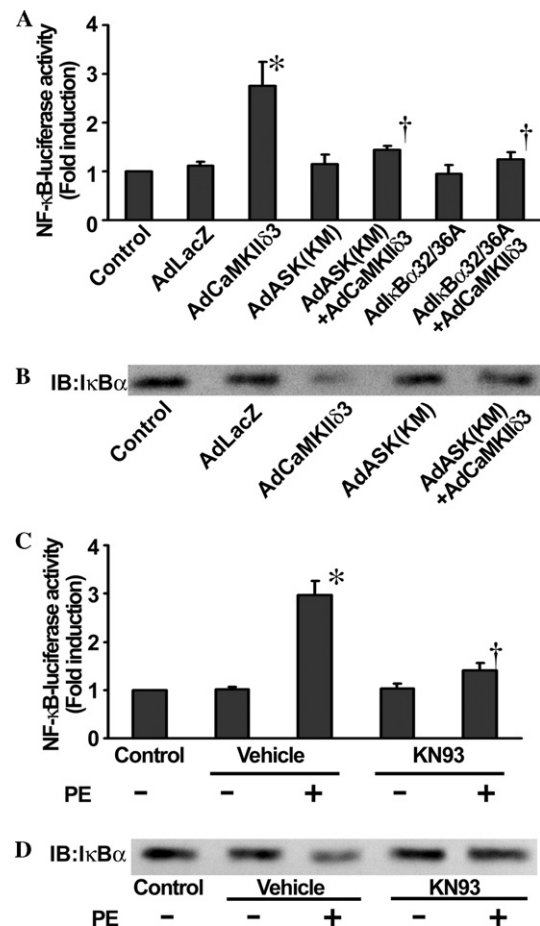 A
NF-κB-luciferase activity
(Fold induction)
4
3
2
1
0
*
†
†
Control
AdLacZ
AdCaMKIIδ3
AdASK(KM)
AdASK(KM)
+AdCaMKIIδ3
AdIκBα32/36A
AdIκBα32/36A
+AdCaMKIIδ3
B
IB:IκBα
Control
AdLacZ
AdCaMKIIδ3
AdASK(KM)
AdASK(KM)
+AdCaMKIIδ3
C
NF-κB-luciferase activity
(Fold induction)
4
3
2
1
0
*
†
Control Vehicle KN93
PE – – + – +
D
IB:IκBα
Control Vehicle KN93
PE – – + – +